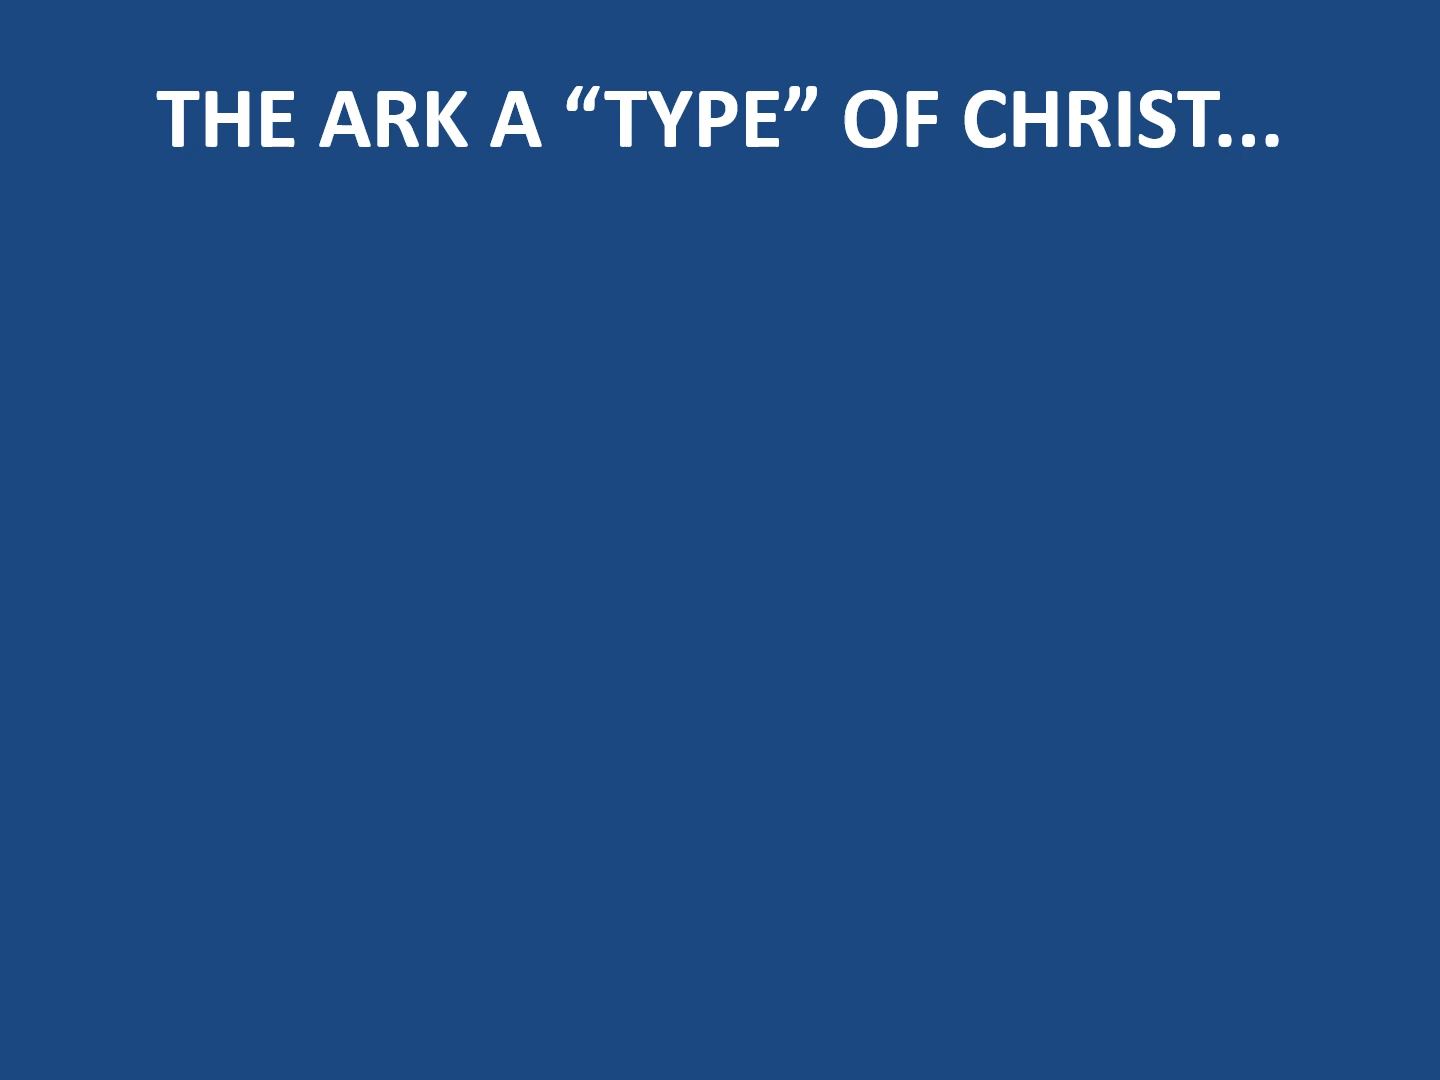 THE ARK A “TYPE” OF CHRIST...